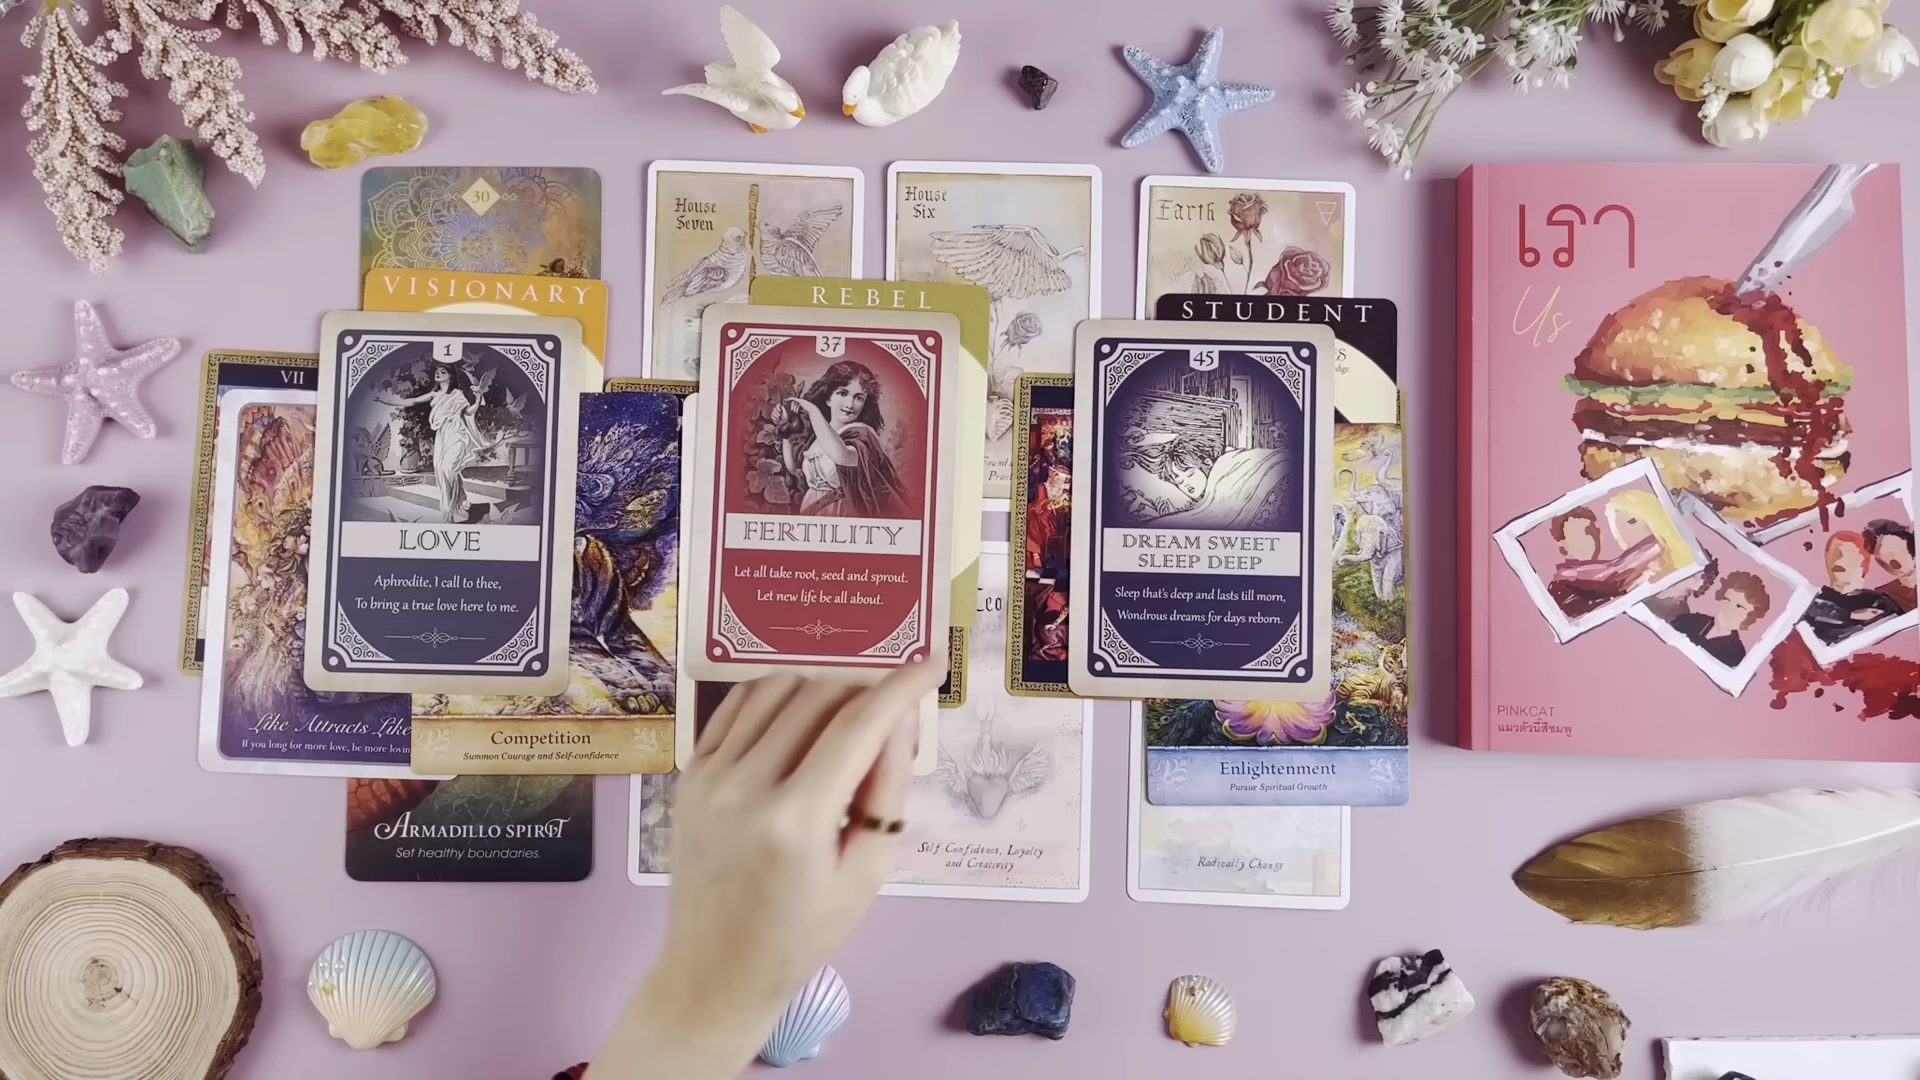 30
VISIONARY
1
LOVE
Aphrodite, I call to thee,
To bring a true love here to me.
VII
Like Attracts Like
If you long for more love, be more
Competition
Summon Courage and Self-confidence
ARMADILLO SPIRIT
Set healthy boundaries.
House
Seven
House
Six
REBEL
37
FERTILITY
Let all take root, seed and sprout.
Let new life be all about.
Self Confidence, Loyalty
and Creativity
Earth
STUDENT
45
DREAM SWEET
SLEEP DEEP
Sleep that's deep and lasts till morn,
Wondrous dreams for days reborn.
Enlightenment
Pursue Spiritual Growth
Radically Change
เรา
Us
PINKCAT
แมวตัวนี้สีชมพู